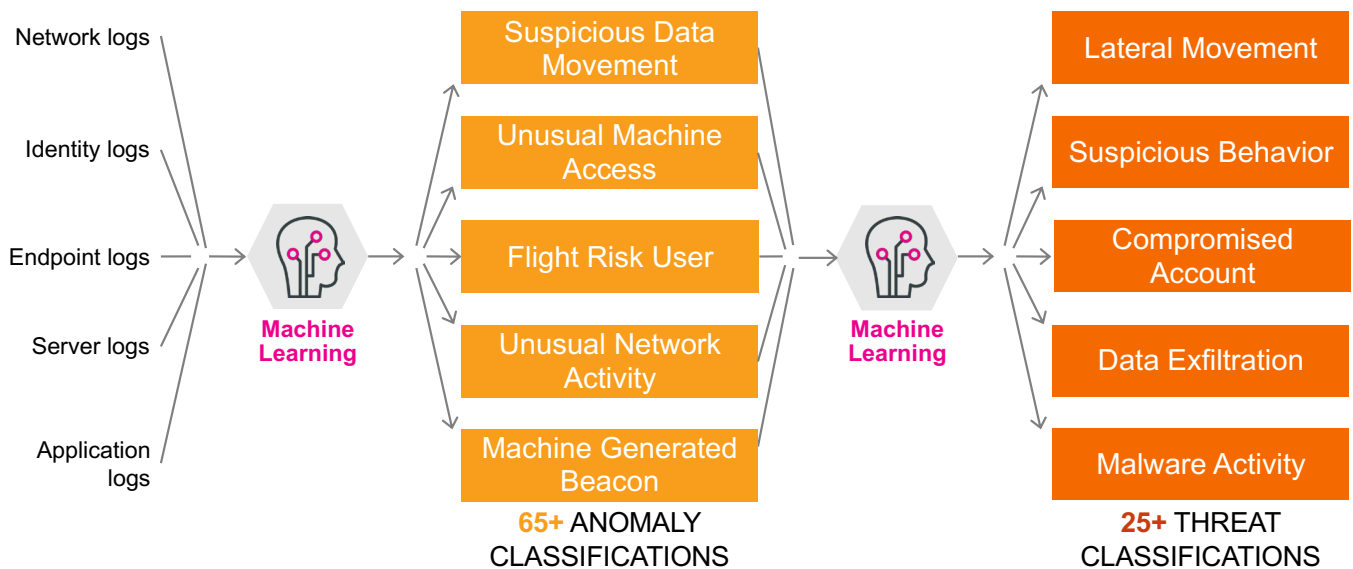 Network logs
Identity logs
Endpoint logs
Server logs
Application
logs
Machine
Learning
Suspicious Data
Movement
Unusual Machine
Access
Flight Risk User
Unusual Network
Activity
Machine Generated
Beacon
65+ ANOMALY
CLASSIFICATIONS
Machine
Learning
Lateral Movement
Suspicious Behavior
Compromised
Account
Data Exfiltration
Malware Activity
25+ THREAT
CLASSIFICATIONS